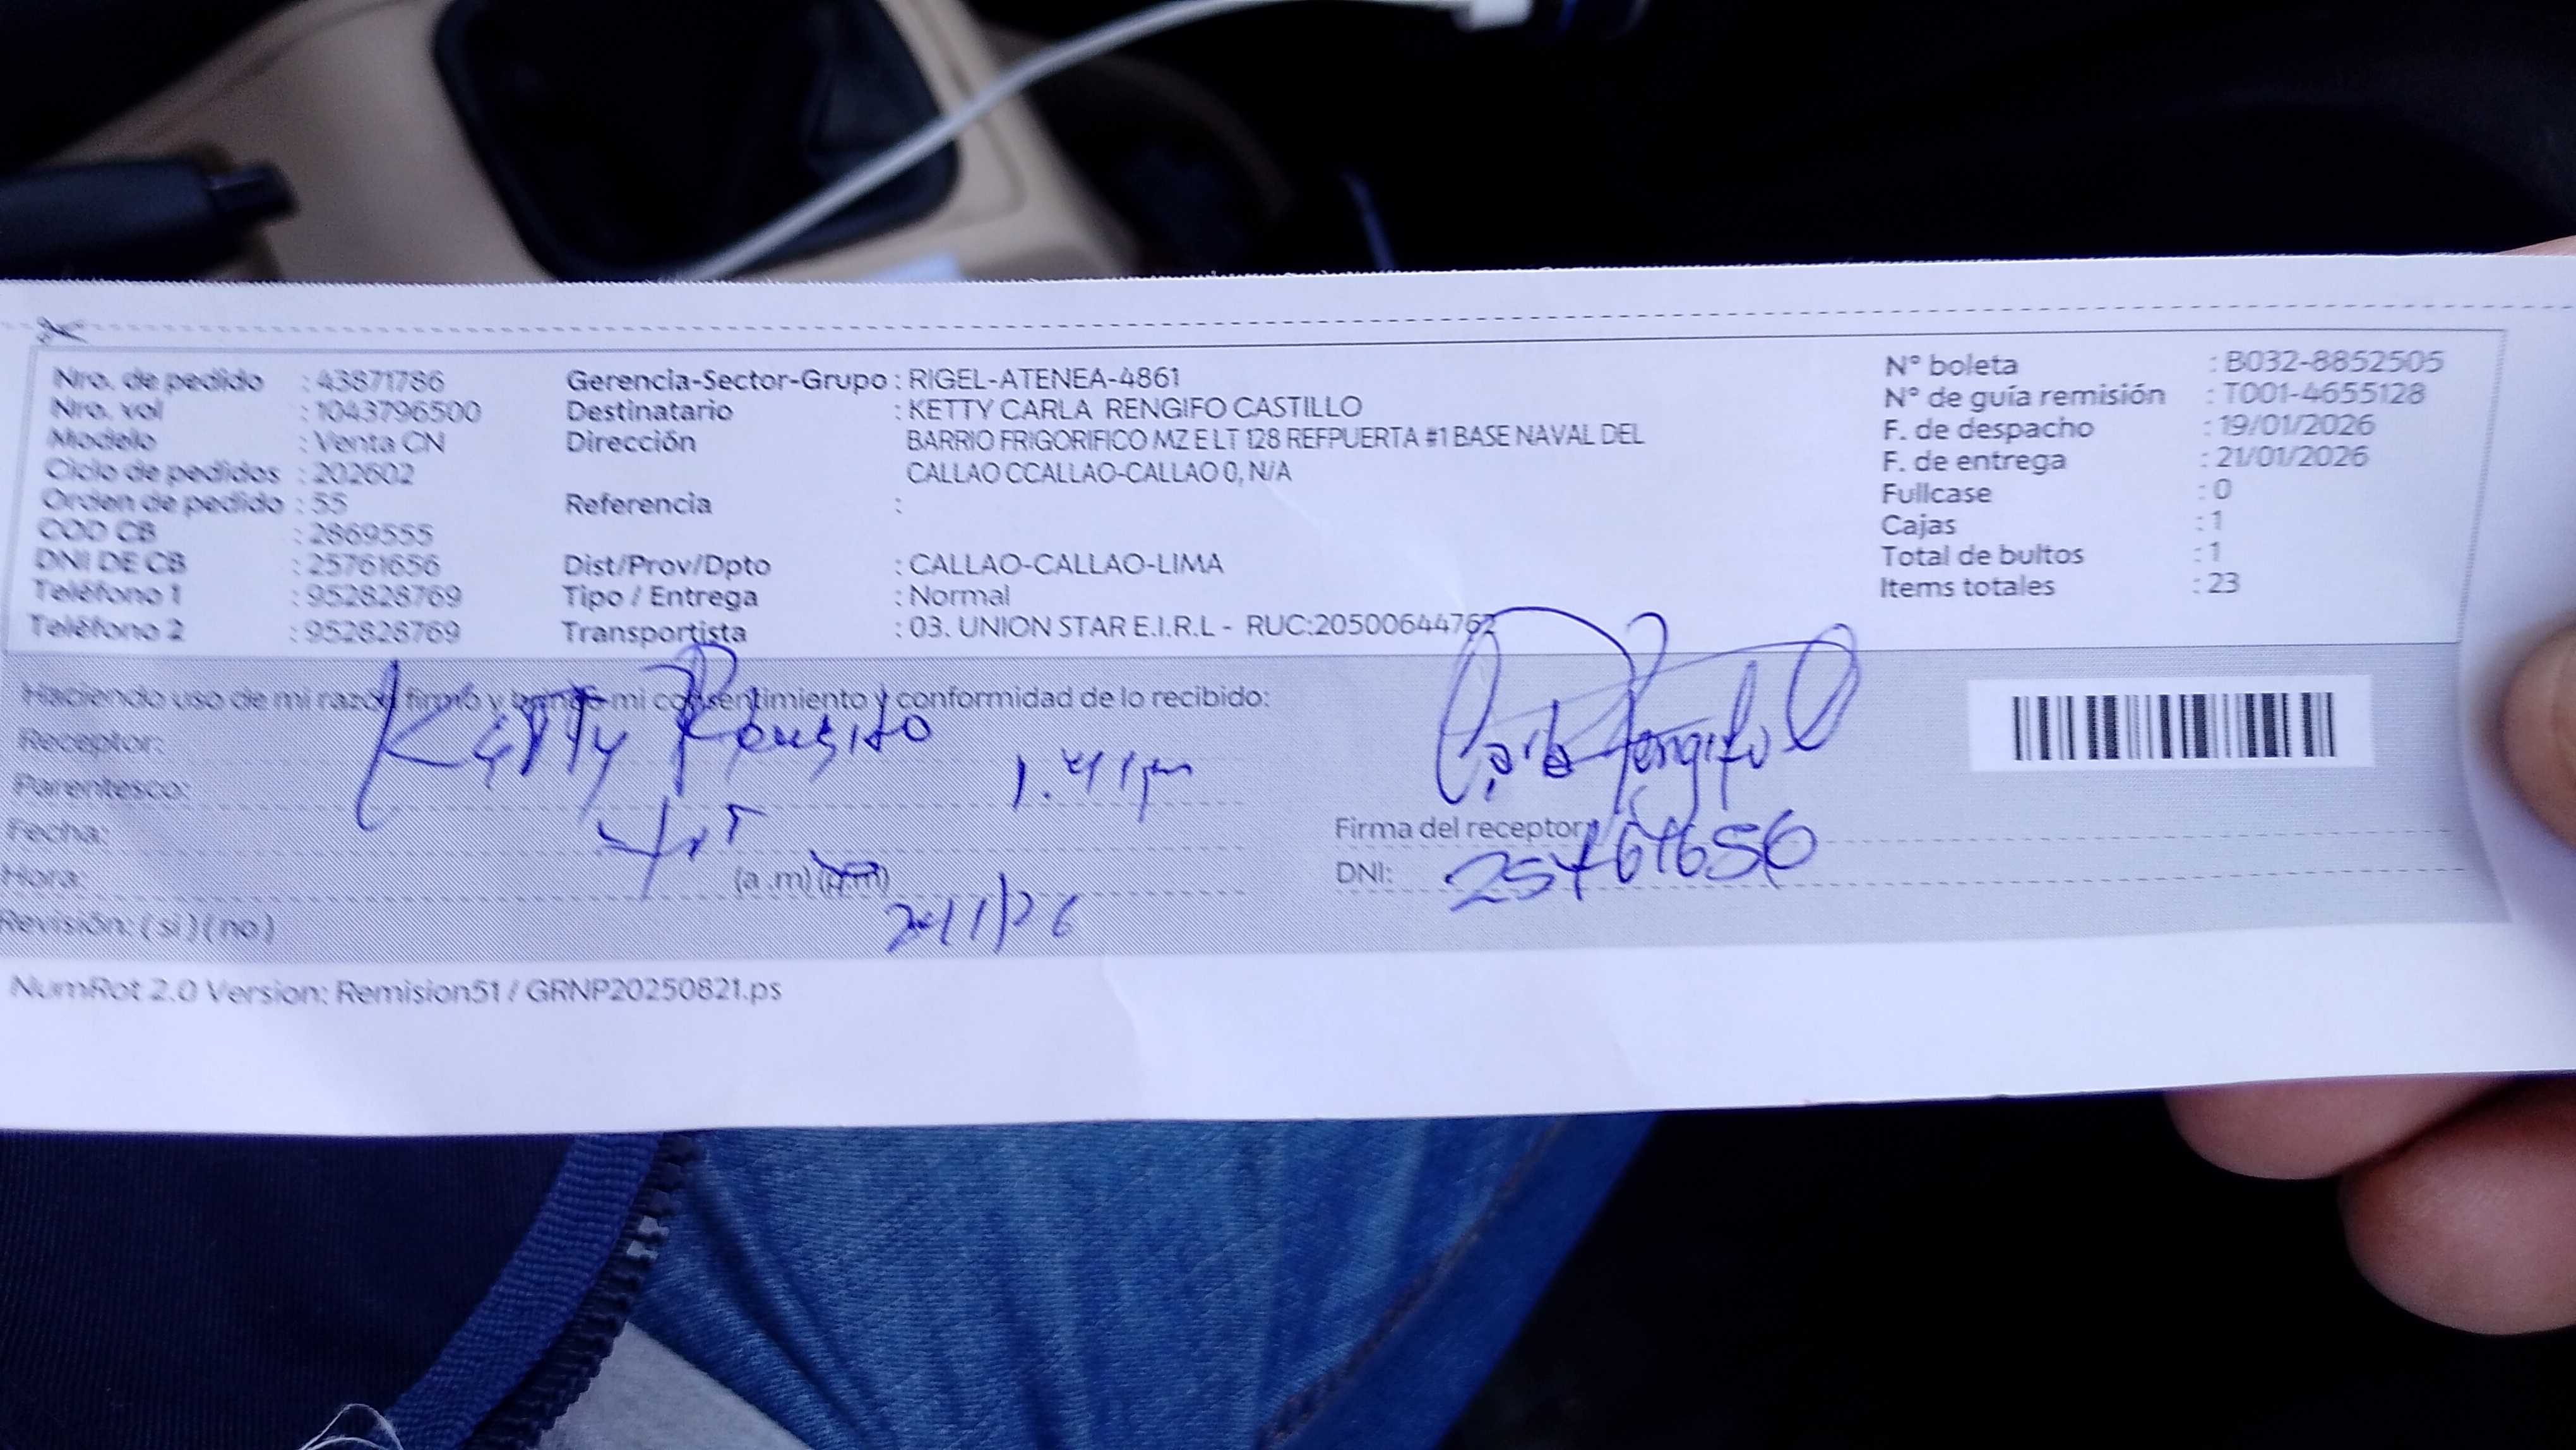 Nro. de pedido : 43871786
Nro. vol : 1043796500
Modelo : Venta CN
Ciclo de pedidos : 202602
Orden de pedido : 55
COD CB : 2869555
DNI DE CB : 25761656
Teléfono 1 : 952828769
Teléfono 2 : 952828769
Gerencia-Sector-Grupo : RIGEL-ATENEA-4861
Destinatario : KETTY CARLA RENGIFO CASTILLO
Dirección BARRIO FRIGORIFICO MZ E LT 128 REFPUERTA #1 BASE NAVAL DEL
CALLAO CCALLAO-CALLAO 0, N/A
Referencia :
Dist/Prov/Dpto : CALLAO-CALLAO-LIMA
Tipo / Entrega : Normal
Transportista : 03. UNION STAR E.I.R.L - RUC:20500644762
N° boleta : B032-8852505
N° de guía remisión : T001-4655128
F. de despacho : 19/01/2026
F. de entrega : 21/01/2026
Fullcase : 0
Cajas : 1
Total de bultos : 1
Items totales : 23
Haciendo uso de mi razón firmo y brindo mi consentimiento y conformidad de lo recibido:
Receptor: Ketty Rengifo
Parentesco: 1.41pm
Fecha:
Hora: (a .m) (p.m)
Revisión: ( si ) ( no )
Carla Rengifo
Firma del receptor
DNI: 25761656
NumRot 2.0 Version: Remision51 / GRNP20250821.ps